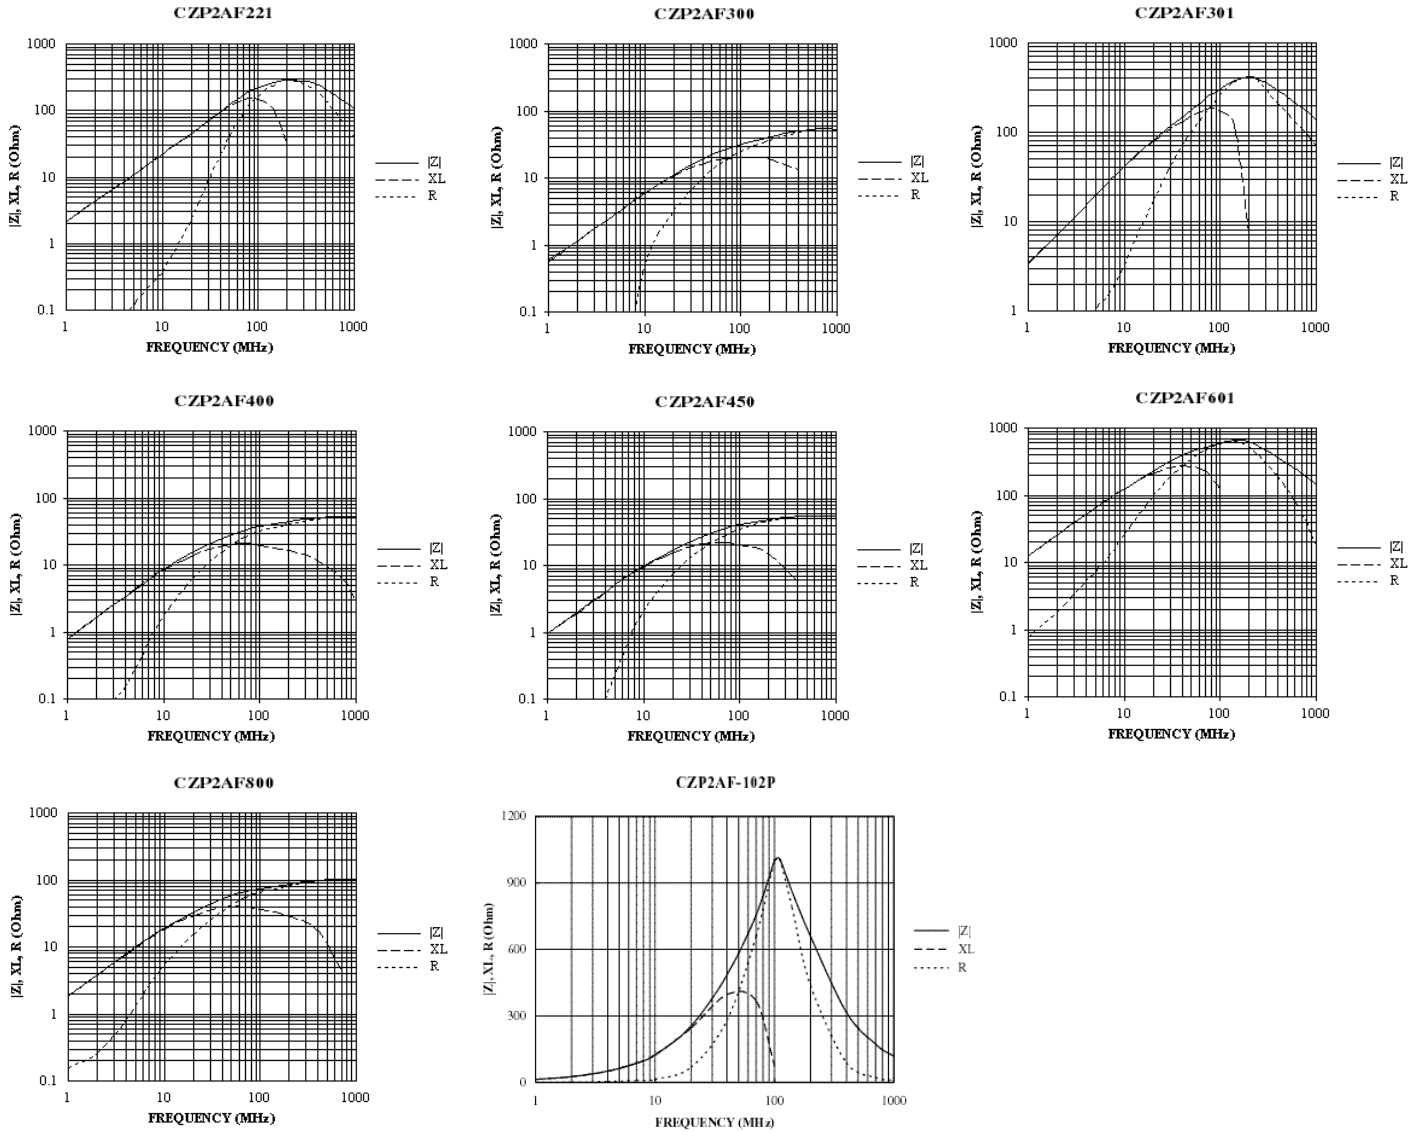 CZP2AF221
1000
100
10
1
0.1
|Z|, XL, R (Ohm)
1 10 100 1000
FREQUENCY (MHz)
|Z|
XL
R
CZP2AF300
1000
100
10
1
0.1
|Z|, XL, R (Ohm)
1 10 100 1000
FREQUENCY (MHz)
|Z|
XL
R
CZP2AF301
1000
100
10
1
|Z|, XL, R (Ohm)
1 10 100 1000
FREQUENCY (MHz)
|Z|
XL
R
CZP2AF400
1000
100
10
1
0.1
|Z|, XL, R (Ohm)
1 10 100 1000
FREQUENCY (MHz)
|Z|
XL
R
CZP2AF450
1000
100
10
1
0.1
|Z|, XL, R (Ohm)
1 10 100 1000
FREQUENCY (MHz)
|Z|
XL
R
CZP2AF601
1000
100
10
1
0.1
|Z|, XL, R (Ohm)
1 10 100 1000
FREQUENCY (MHz)
|Z|
XL
R
CZP2AF800
1000
100
10
1
0.1
|Z|, XL, R (Ohm)
1 10 100 1000
FREQUENCY (MHz)
|Z|
XL
R
CZP2AF-102P
1200
900
600
300
0
|Z|, XL, R (Ohm)
1 10 100 1000
FREQUENCY (MHz)
|Z|
XL
R